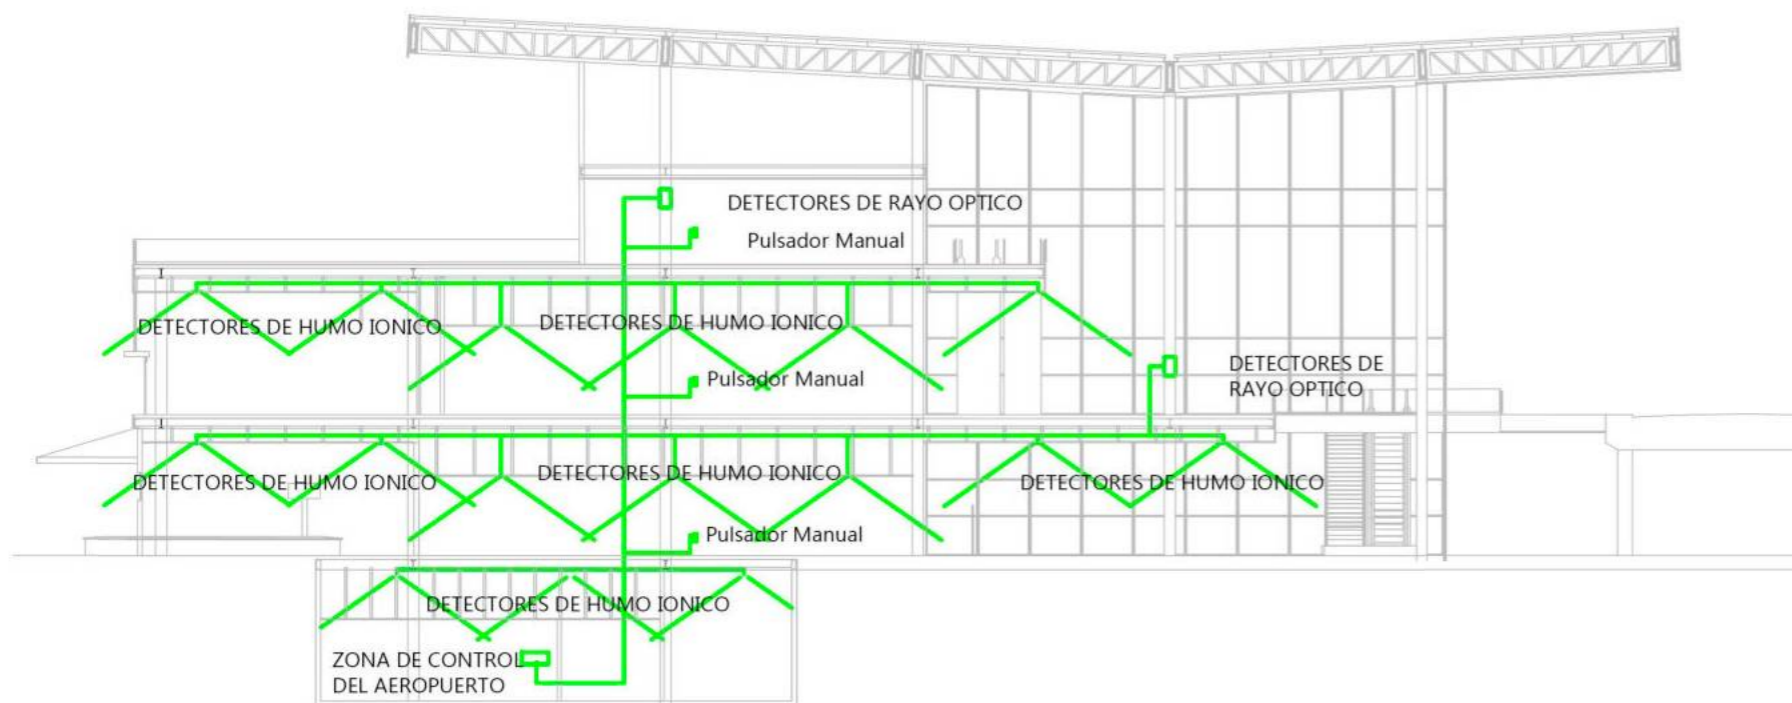 DETECTORES DE RAYO OPTICO
Pulsador Manual
DETECTORES DE HUMO IONICO
DETECTORES DE HUMO IONICO
DETECTORES DE
RAYO OPTICO
Pulsador Manual
DETECTORES DE HUMO IONICO
DETECTORES DE HUMO IONICO
DETECTORES DE HUMO IONICO
Pulsador Manual
DETECTORES DE HUMO IONICO
ZONA DE CONTROL
DEL AEROPUERTO